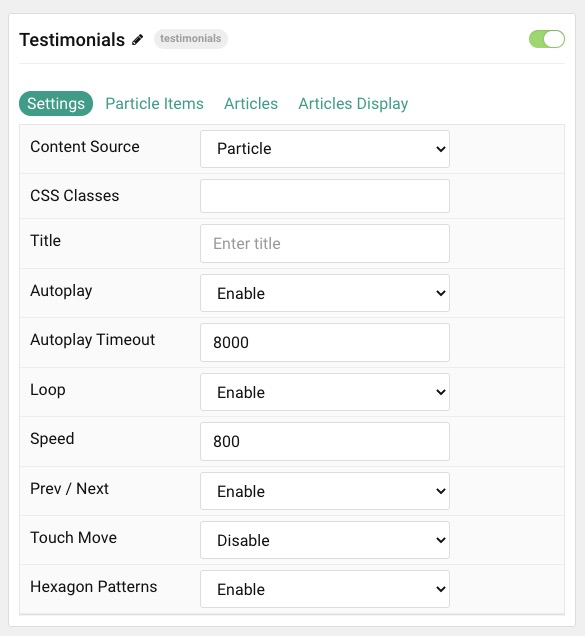 Testimonials testimonials
Settings Particle Items Articles Articles Display
Content Source Particle
CSS Classes
Title Enter title
Autoplay Enable
Autoplay Timeout 8000
Loop Enable
Speed 800
Prev / Next Enable
Touch Move Disable
Hexagon Patterns Enable